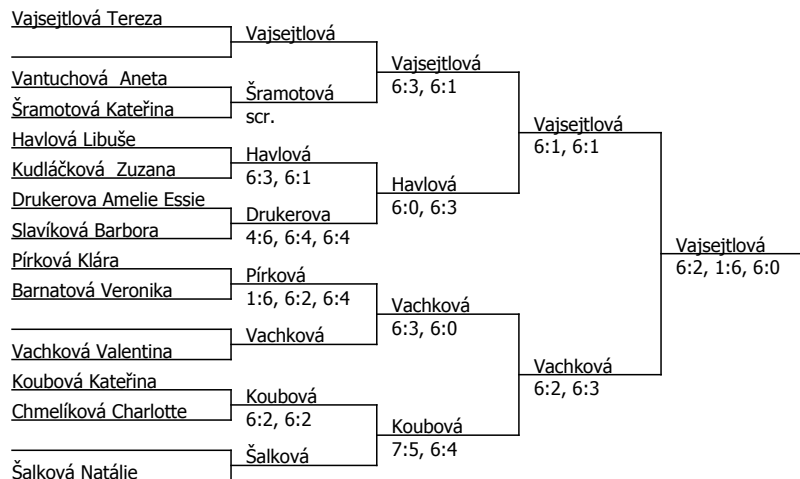 Vajsejtlová Tereza
Vajsejtlová
Vajsejtlová
6:3, 6:1
Vantuchová Aneta
Šramotová
scr.
Šramotová Kateřina
Vajsejtlová
6:1, 6:1
Havlová Libuše
Havlová
6:3, 6:1
Kudláčková Zuzana
Havlová
6:0, 6:3
Drukerova Amelie Essie
Drukerova
4:6, 6:4, 6:4
Slavíková Barbora
Vajsejtlová
6:2, 1:6, 6:0
Pírková Klára
Pírková
1:6, 6:2, 6:4
Barnatová Veronika
Vachková
6:3, 6:0
Vachková
Vachková Valentina
Vachková
6:2, 6:3
Koubová Kateřina
Koubová
6:2, 6:2
Chmelíková Charlotte
Koubová
7:5, 6:4
Šalková
Šalková Natálie